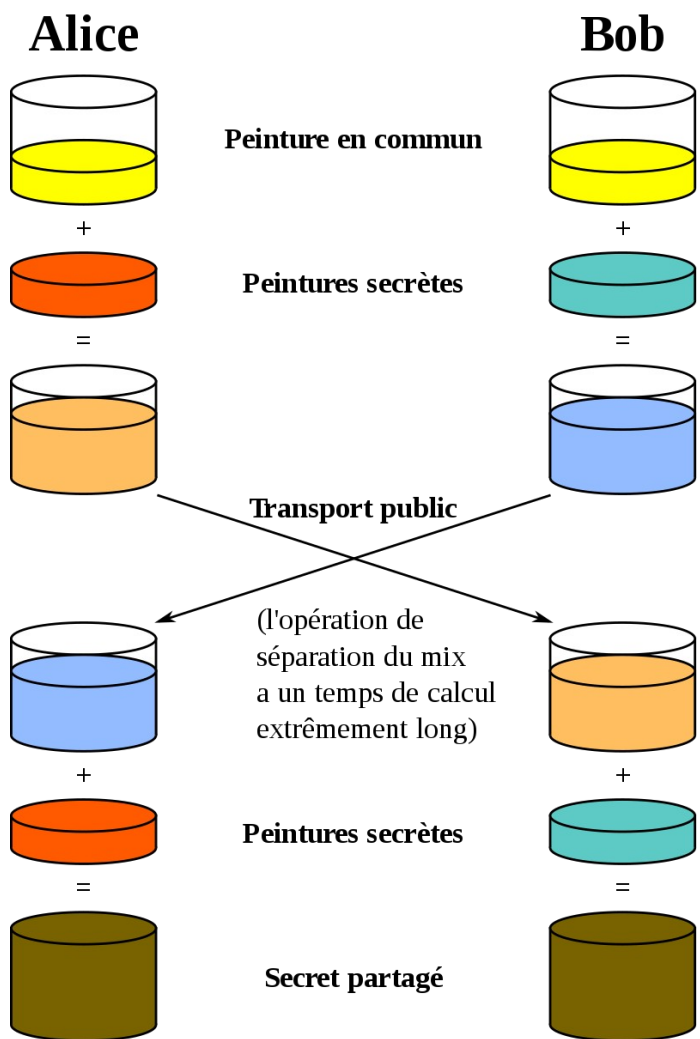 Alice
Bob
Peinture en commun
+
+
Peintures secrètes
=
=
Transport public
(l'opération de
séparation du mix
a un temps de calcul
extrêmement long)
+
+
Peintures secrètes
=
=
Secret partagé